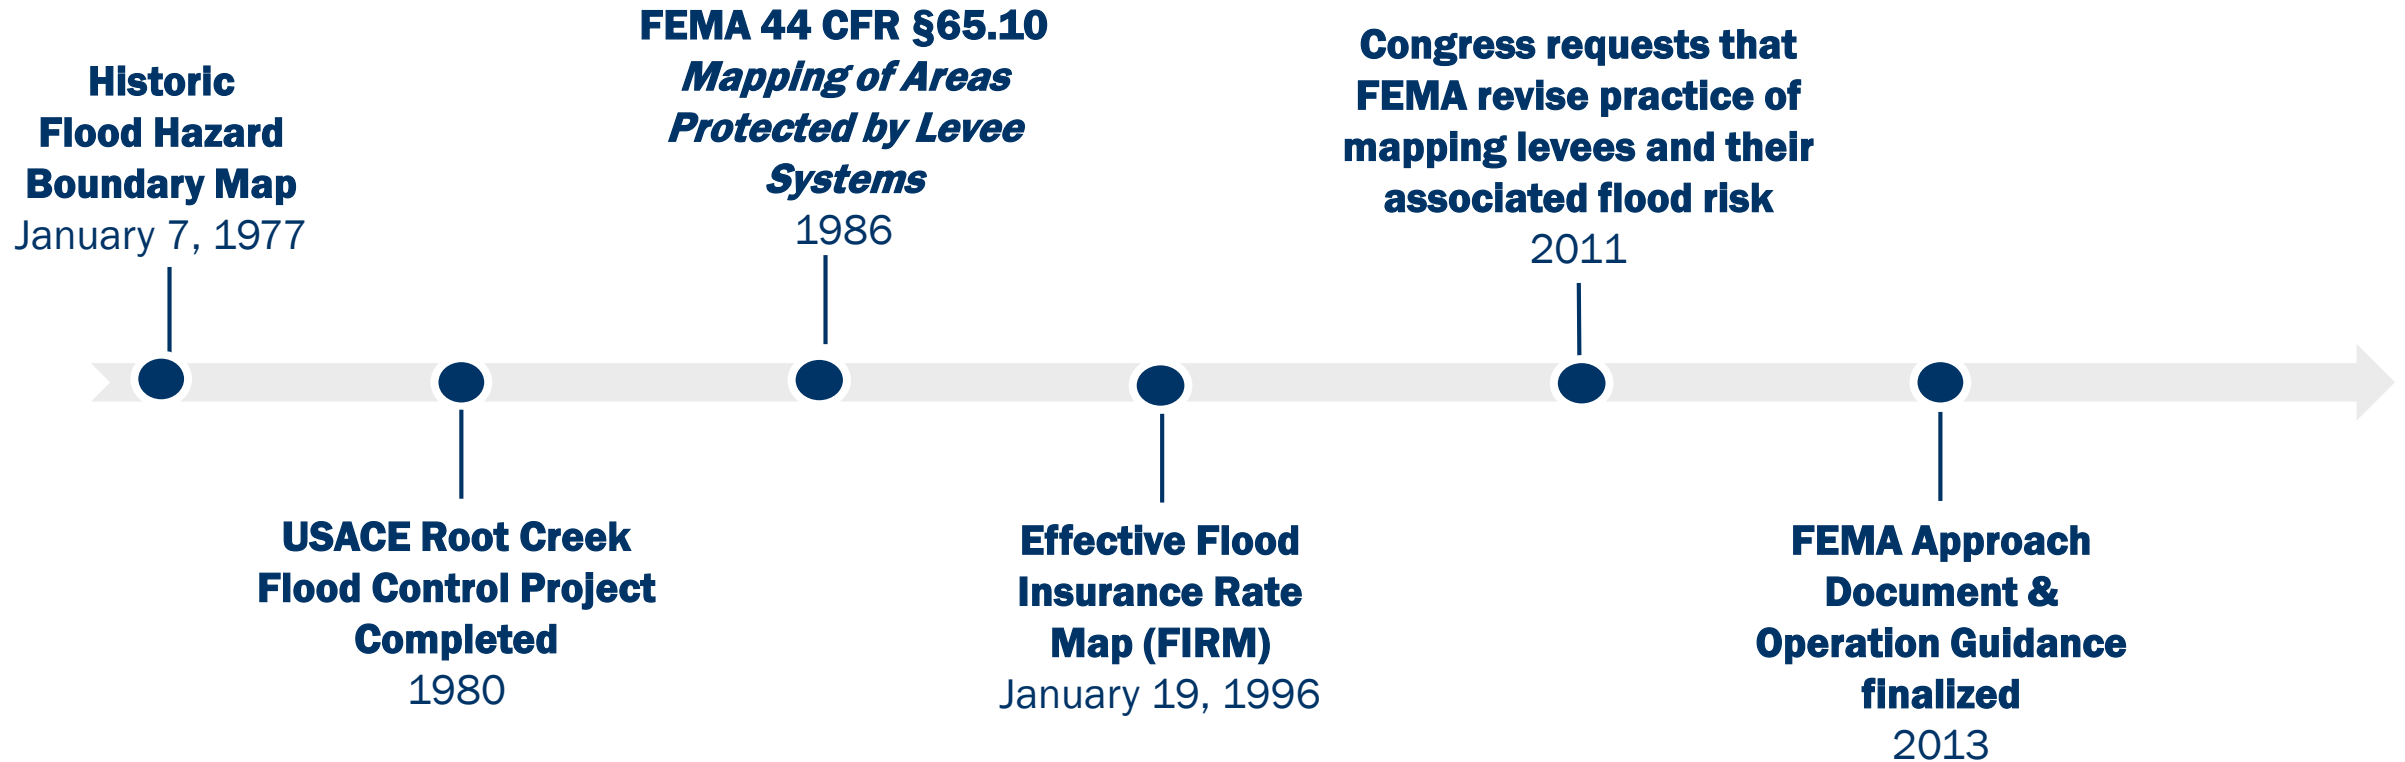 Historic
Flood Hazard
Boundary Map
January 7, 1977
USACE Root Creek
Flood Control Project
Completed
1980
FEMA 44 CFR §65.10
Mapping of Areas
Protected by Levee
Systems
1986
Effective Flood
Insurance Rate
Map (FIRM)
January 19, 1996
Congress requests that
FEMA revise practice of
mapping levees and their
associated flood risk
2011
FEMA Approach
Document &
Operation Guidance
finalized
2013